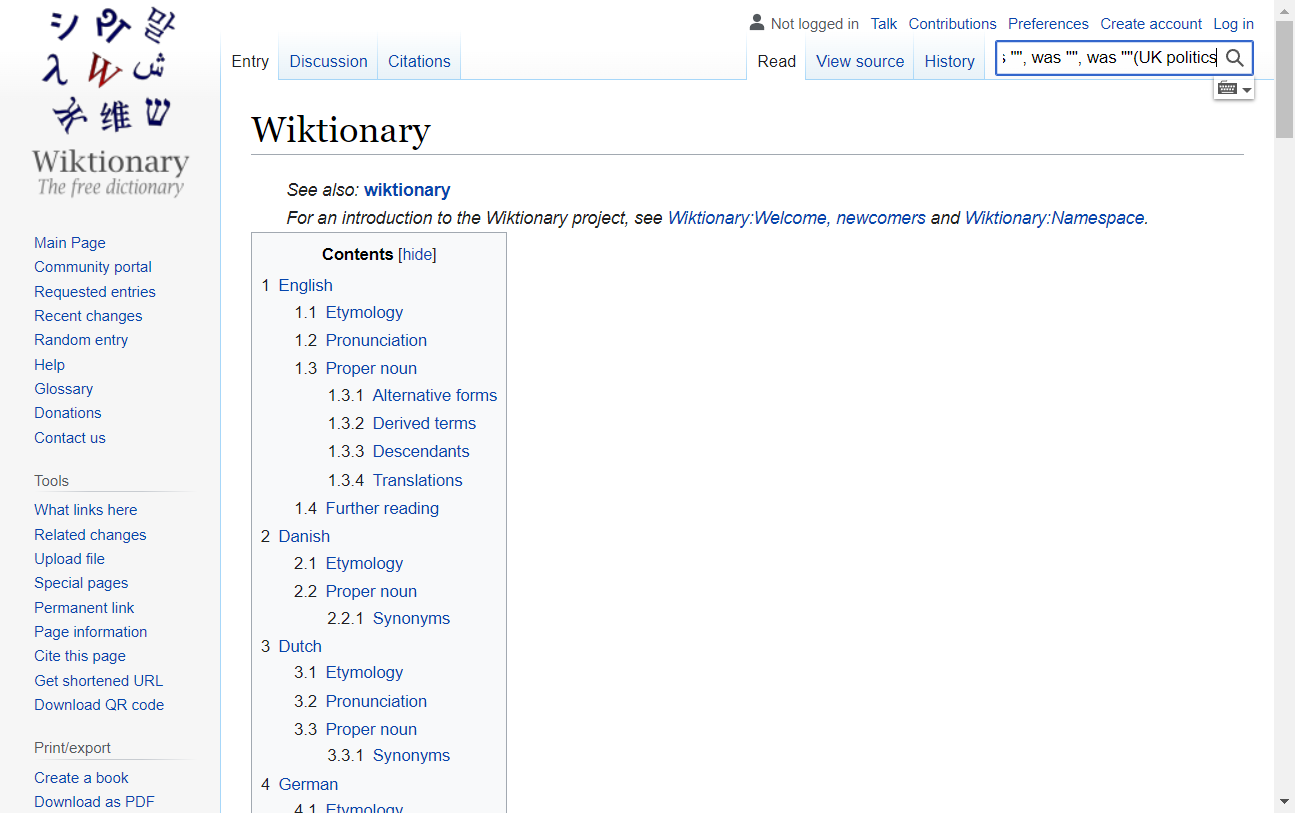 Wiktionary
The free dictionary
Not logged in Talk Contributions Preferences Create account Log in
Entry Discussion Citations Read View source History
"", was "", was ""(UK politics
Wiktionary
See also: wiktionary
For an introduction to the Wiktionary project, see Wiktionary:Welcome, newcomers and Wiktionary:Namespace.
Contents [hide]
1 English
1.1 Etymology
1.2 Pronunciation
1.3 Proper noun
1.3.1 Alternative forms
1.3.2 Derived terms
1.3.3 Descendants
1.3.4 Translations
1.4 Further reading
2 Danish
2.1 Etymology
2.2 Proper noun
2.2.1 Synonyms
3 Dutch
3.1 Etymology
3.2 Pronunciation
3.3 Proper noun
3.3.1 Synonyms
4 German
4.1 Etymology
Main Page
Community portal
Requested entries
Recent changes
Random entry
Help
Glossary
Donations
Contact us
Tools
What links here
Related changes
Upload file
Special pages
Permanent link
Page information
Cite this page
Get shortened URL
Download QR code
Print/export
Create a book
Download as PDF